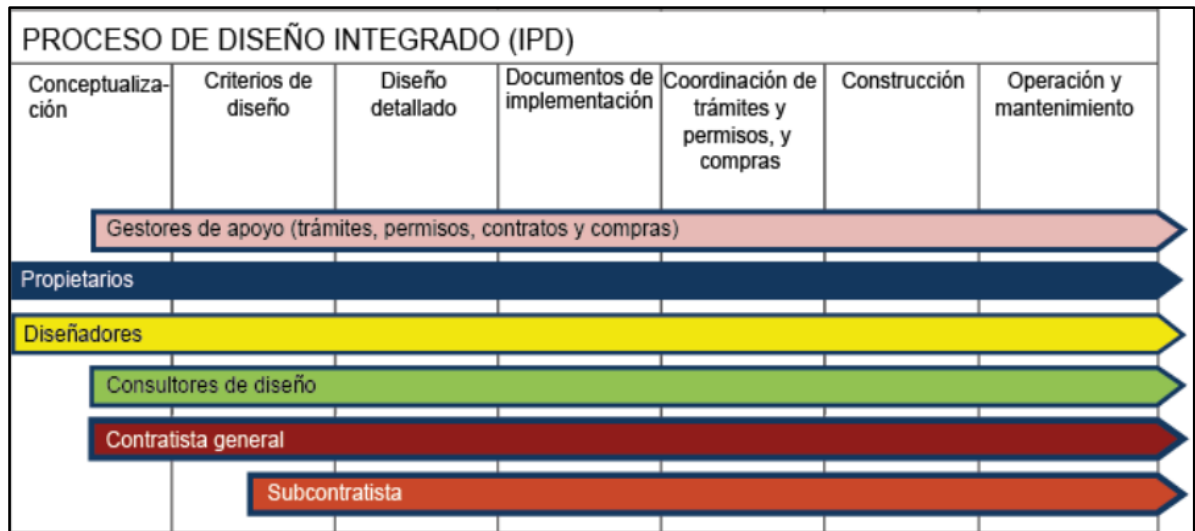 PROCESO DE DISEÑO INTEGRADO (IPD)
Conceptualiza-
ción
Criterios de
diseño
Diseño
detallado
Documentos de
implementación
Coordinación de
trámites y
permisos, y
compras
Construcción
Operación y
mantenimiento
Gestores de apoyo (trámites, permisos, contratos y compras)
Propietarios
Diseñadores
Consultores de diseño
Contratista general
Subcontratista